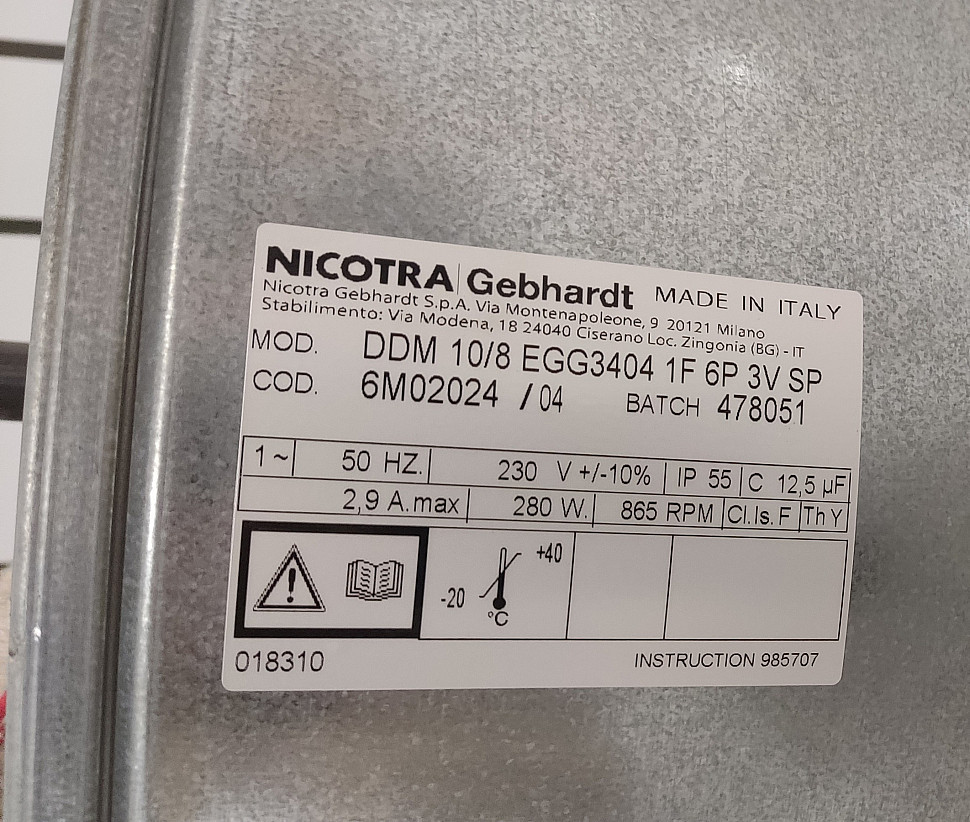 NICOTRA Gebhardt MADE IN ITALY
Nicotra Gebhardt S.p.A. Via Montenapoleone, 9 20121 Milano
Stabilimento: Via Modena, 18 24040 Ciserano Loc. Zingonia (BG) - IT
MOD. DDM 10/8 EGG3404 1F 6P 3V SP
COD. 6M02024 / 04 BATCH 478051
1 ~ 50 HZ. 230 V +/-10% IP 55 C 12,5 µF
2,9 A.max 280 W. 865 RPM Cl.Is. F Th Y
-20 +40
°C
018310 INSTRUCTION 985707